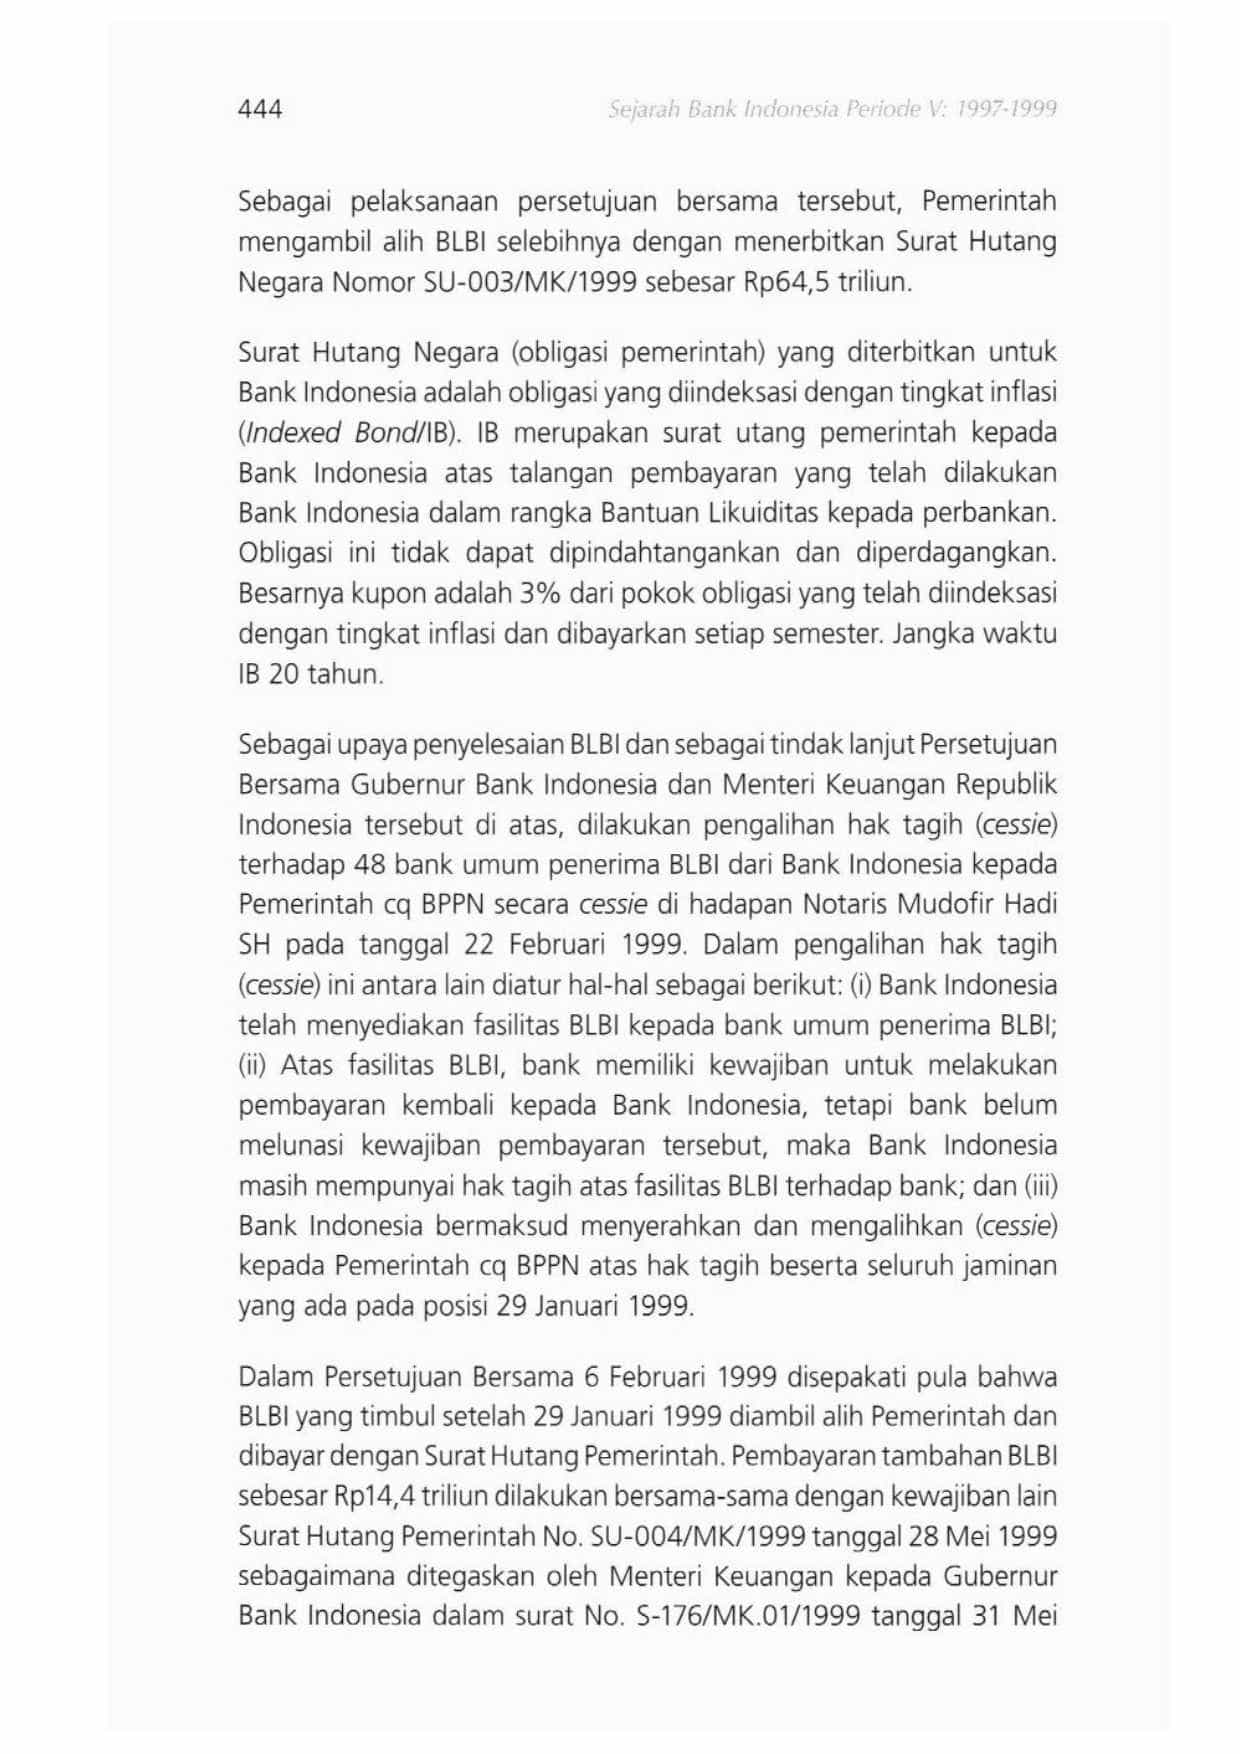 444
Sejarah Bank Indonesia Periode V: 1997-1999
Sebagai pelaksanaan persetujuan bersama tersebut, Pemerintah
mengambil alih BLBI selebihnya dengan menerbitkan Surat Hutang
Negara Nomor SU-003/MK/1999 sebesar Rp64,5 triliun.
Surat Hutang Negara (obligasi pemerintah) yang diterbitkan untuk
Bank Indonesia adalah obligasi yang diindeksasi dengan tingkat inflasi
(Indexed Bond/IB). IB merupakan surat utang pemerintah kepada
Bank Indonesia atas talangan pembayaran yang telah dilakukan
Bank Indonesia dalam rangka Bantuan Likuiditas kepada perbankan.
Obligasi ini tidak dapat dipindahtangankan dan diperdagangkan.
Besarnya kupon adalah 3% dari pokok obligasi yang telah diindeksasi
dengan tingkat inflasi dan dibayarkan setiap semester. Jangka waktu
IB 20 tahun.
Sebagai upaya penyelesaian BLBI dan sebagai tindak lanjut Persetujuan
Bersama Gubernur Bank Indonesia dan Menteri Keuangan Republik
Indonesia tersebut di atas, dilakukan pengalihan hak tagih (cessie)
terhadap 48 bank umum penerima BLBI dari Bank Indonesia kepada
Pemerintah cq BPPN secara cessie di hadapan Notaris Mudofir Hadi
SH pada tanggal 22 Februari 1999. Dalam pengalihan hak tagih
(cessie) ini antara lain diatur hal-hal sebagai berikut: (i) Bank Indonesia
telah menyediakan fasilitas BLBI kepada bank umum penerima BLBI;
(ii) Atas fasilitas BLBI, bank memiliki kewajiban untuk melakukan
pembayaran kembali kepada Bank Indonesia, tetapi bank belum
melunasi kewajiban pembayaran tersebut, maka Bank Indonesia
masih mempunyai hak tagih atas fasilitas BLBI terhadap bank; dan (iii)
Bank Indonesia bermaksud menyerahkan dan mengalihkan (cessie)
kepada Pemerintah cq BPPN atas hak tagih beserta seluruh jaminan
yang ada pada posisi 29 Januari 1999.
Dalam Persetujuan Bersama 6 Februari 1999 disepakati pula bahwa
BLBI yang timbul setelah 29 Januari 1999 diambil alih Pemerintah dan
dibayar dengan Surat Hutang Pemerintah. Pembayaran tambahan BLBI
sebesar Rp14,4 triliun dilakukan bersama-sama dengan kewajiban lain
Surat Hutang Pemerintah No. SU-004/MK/1999 tanggal 28 Mei 1999
sebagaimana ditegaskan oleh Menteri Keuangan kepada Gubernur
Bank Indonesia dalam surat No. S-176/MK.01/1999 tanggal 31 Mei